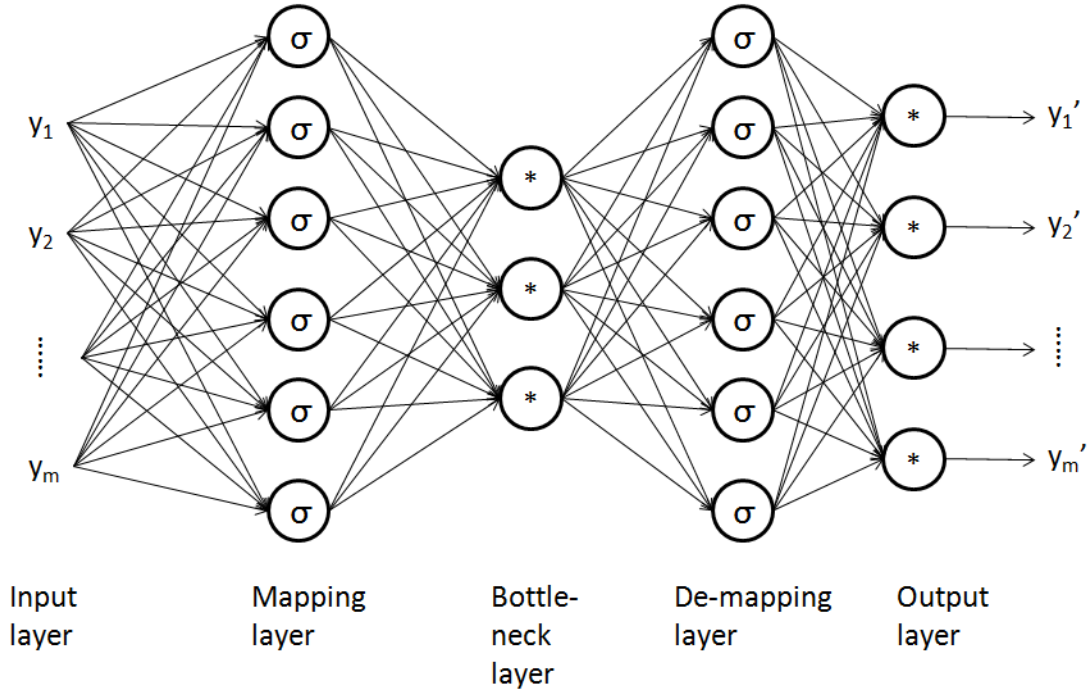 σ
σ
σ
σ
σ
σ
σ
σ
σ
σ
σ
σ
*
*
*
*
*
*
*
y₁
y₂
⁞
yₘ
y₁’
y₂’
⁞
yₘ’
Input
layer
Mapping
layer
Bottle-
neck
layer
De-mapping
layer
Output
layer